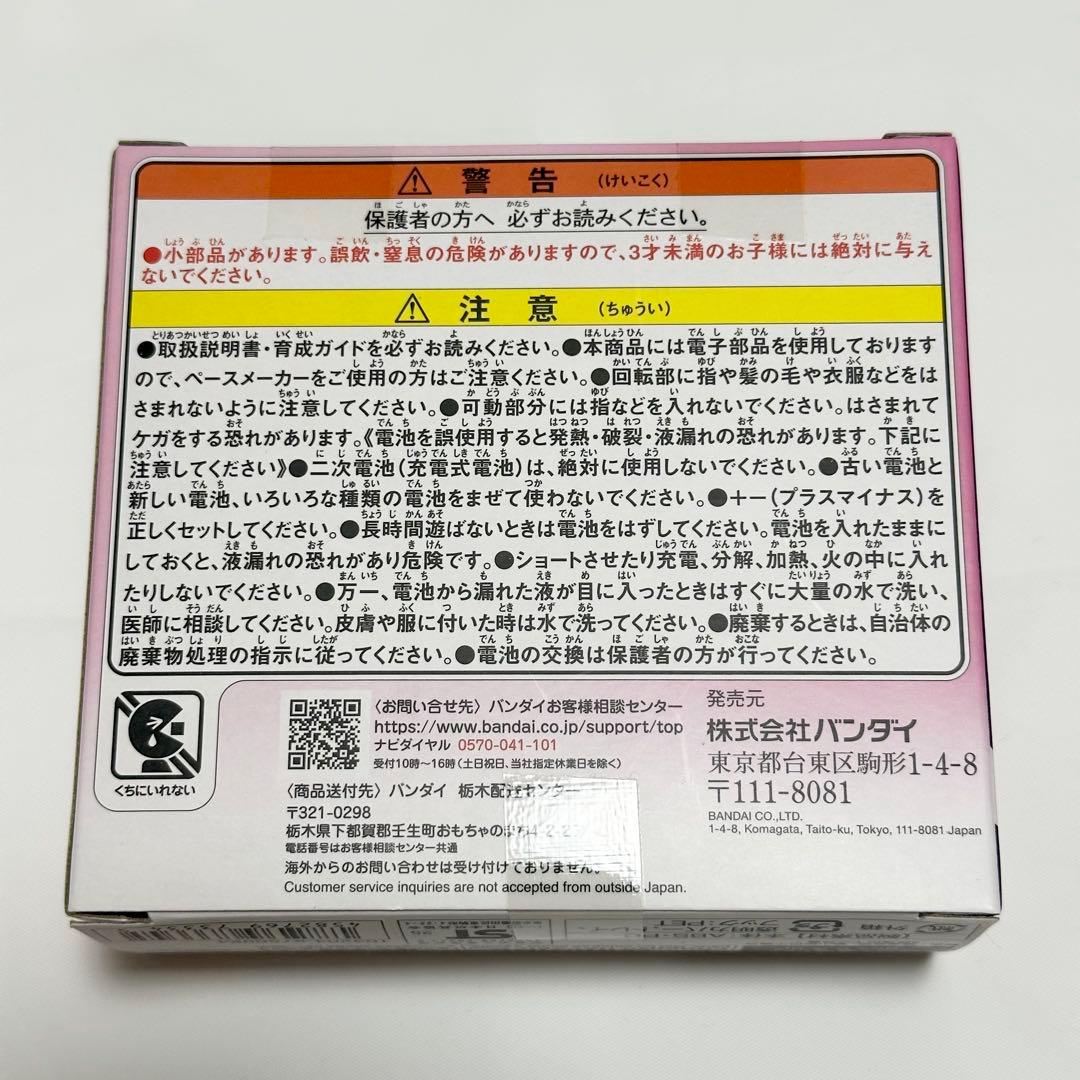 ⚠ 警告 (けいこく)
保護者の方へ 必ずお読みください。
●小部品があります。誤飲・窒息の危険がありますので、3才未満のお子様には絶対に与え
ないでください。
⚠ 注意 (ちゅうい)
●取扱説明書・育成ガイドを必ずお読みください。●本商品には電子部品を使用しております
ので、ペースメーカーをご使用の方はご注意ください。●回転部に指や髪の毛や衣服などをは
さまれないように注意してください。●可動部分には指などを入れないでください。はさまれて
ケガをする恐れがあります。《電池を誤使用すると発熱・破裂・液漏れの恐れがあります。下記に
注意してください》●二次電池(充電式電池)は、絶対に使用しないでください。●古い電池と
新しい電池、いろいろな種類の電池をまぜて使わないでください。●+-(プラスマイナス)を
正しくセットしてください。●長時間遊ばないときは電池をはずしてください。電池を入れたままに
しておくと、液漏れの恐れがあり危険です。●ショートさせたり充電、分解、加熱、火の中に入れ
たりしないでください。●万一、電池から漏れた液が目に入ったときはすぐに大量の水で洗い、
医師に相談してください。皮膚や服に付いた時は水で洗ってください。●廃棄するときは、自治体の
廃棄物処理の指示に従ってください。●電池の交換は保護者の方が行ってください。
くちにいれない
〈お問い合せ先〉バンダイお客様相談センター
https://www.bandai.co.jp/support/top
ナビダイヤル 0570-041-101
受付10時~16時(土日祝日、当社指定休業日を除く)
〈商品送付先〉バンダイ 栃木配送センター
〒321-0298
栃木県下都賀郡壬生町おもちゃのまち4-2-
電話番号はお客様相談センター共通
海外からのお問い合わせは受け付けておりません。
Customer service inquiries are not accepted from outside Japan.
発売元
株式会社バンダイ
東京都台東区駒形1-4-8
〒111-8081
BANDAI CO.,LTD.
1-4-8, Komagata, Taito-ku, Tokyo, 111-8081 Japan